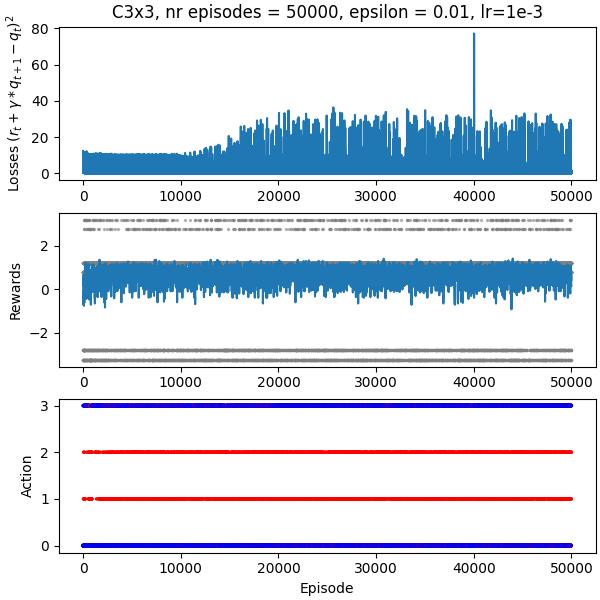 C3x3, nr episodes = 50000, epsilon = 0.01, lr=1e-3
Losses $(r_t + \gamma * q_{t+1} - q_t)^2$
80
60
40
20
0
0 10000 20000 30000 40000 50000
Rewards
2
0
−2
0 10000 20000 30000 40000 50000
Action
3
2
1
0
0 10000 20000 30000 40000 50000
Episode